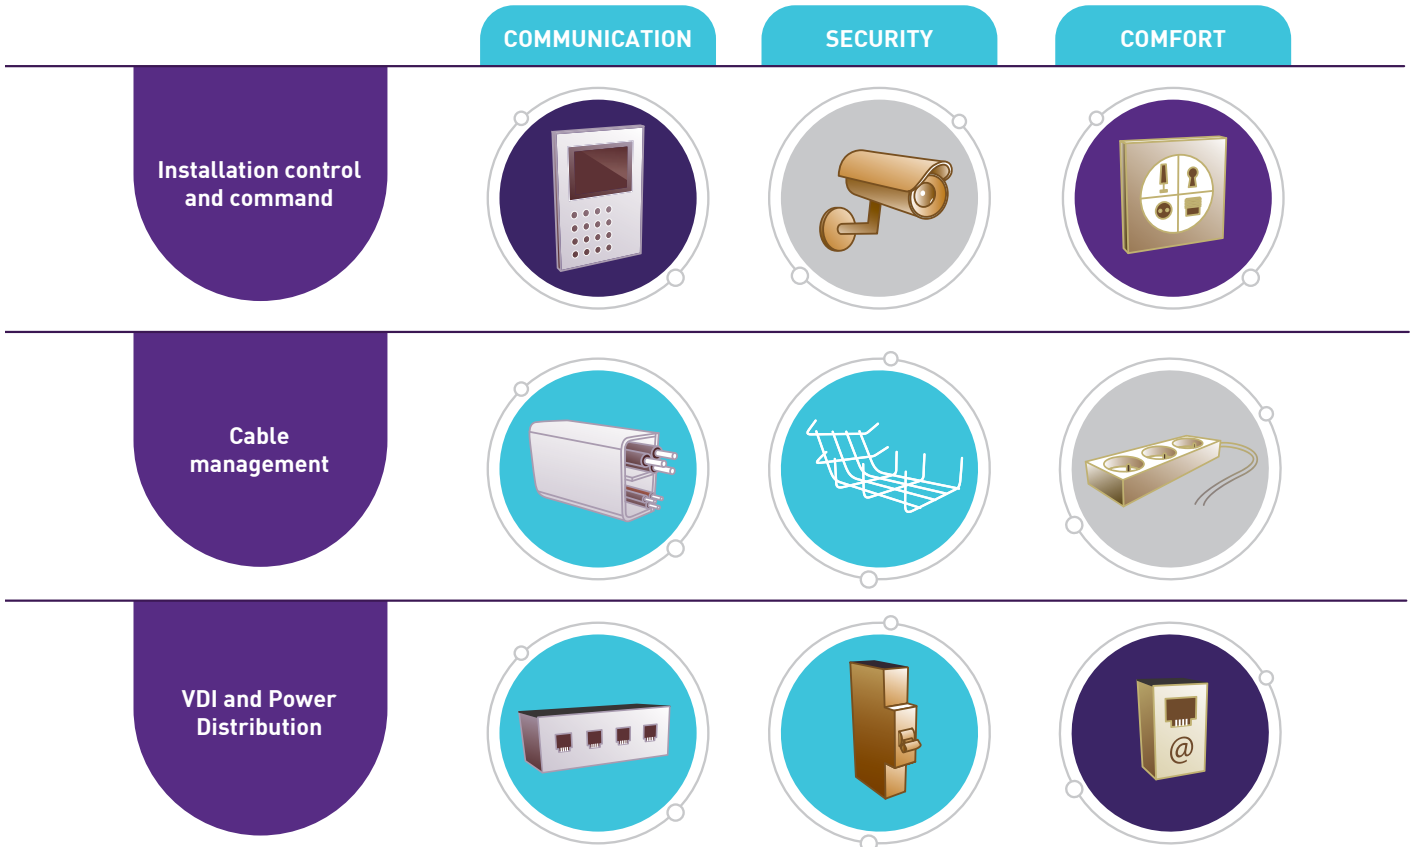 COMMUNICATION
SECURITY
COMFORT
Installation control
and command
Cable
management
VDI and Power
Distribution
@